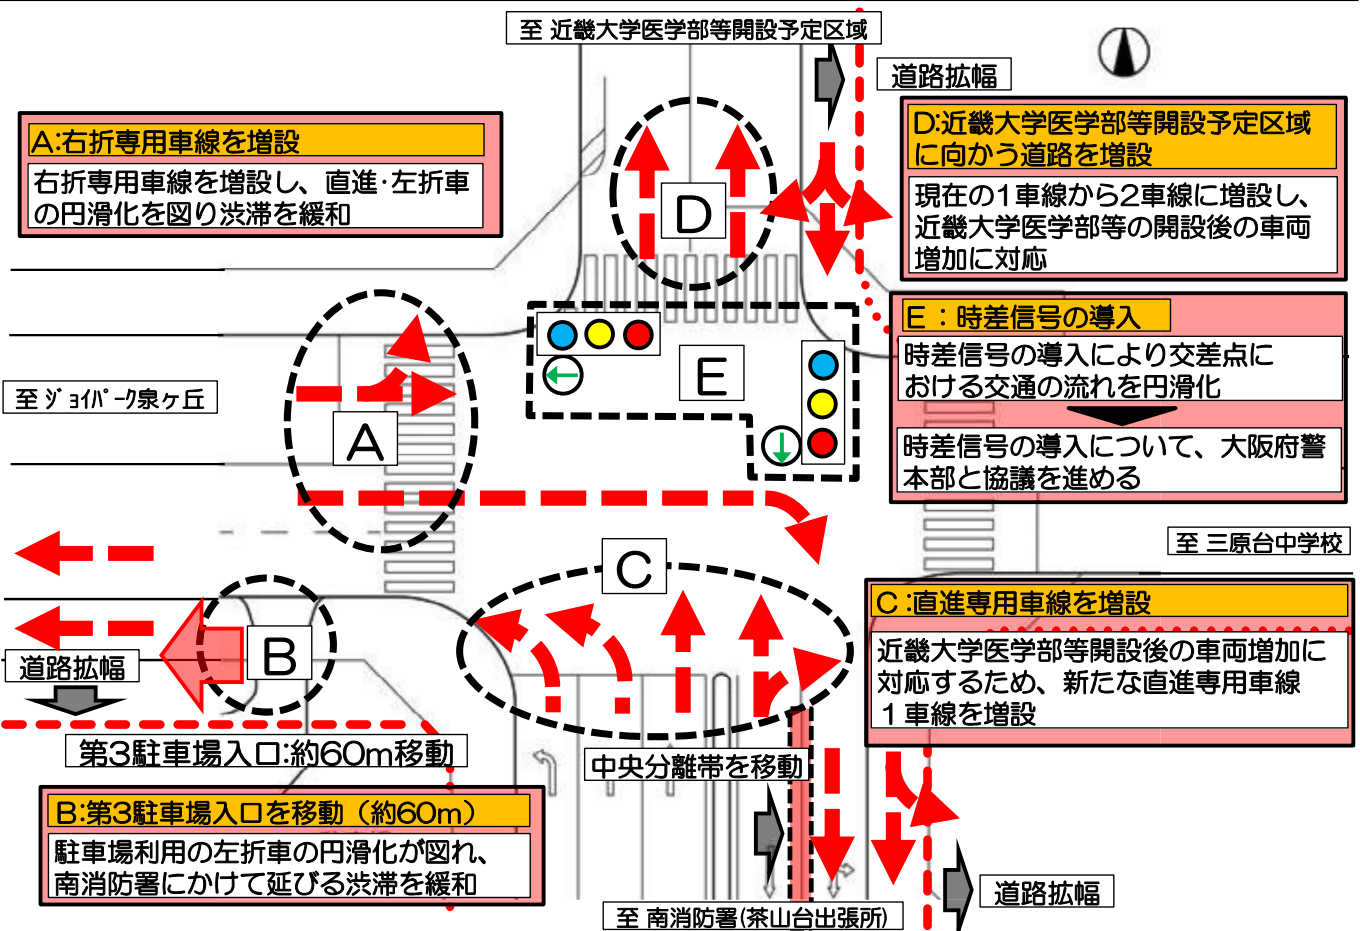 至 近畿大学医学部等開設予定区域
道路拡幅
A:右折専用車線を増設
右折専用車線を増設し、直進・左折車
の円滑化を図り渋滞を緩和
D:近畿大学医学部等開設予定区域
に向かう道路を増設
現在の1車線から2車線に増設し、
近畿大学医学部等の開設後の車両
増加に対応
D
E:時差信号の導入
時差信号の導入により交差点に
おける交通の流れを円滑化
時差信号の導入について、大阪府警
本部と協議を進める
E
至 ジョイパーク泉ヶ丘
A
至 三原台中学校
C
C:直進専用車線を増設
近畿大学医学部等開設後の車両増加に
対応するため、新たな直進専用車線
1車線を増設
B
道路拡幅
第3駐車場入口:約60m移動
中央分離帯を移動
B:第3駐車場入口を移動（約60m）
駐車場利用の左折車の円滑化が図れ、
南消防署にかけて延びる渋滞を緩和
道路拡幅
至 南消防署(茶山台出張所)